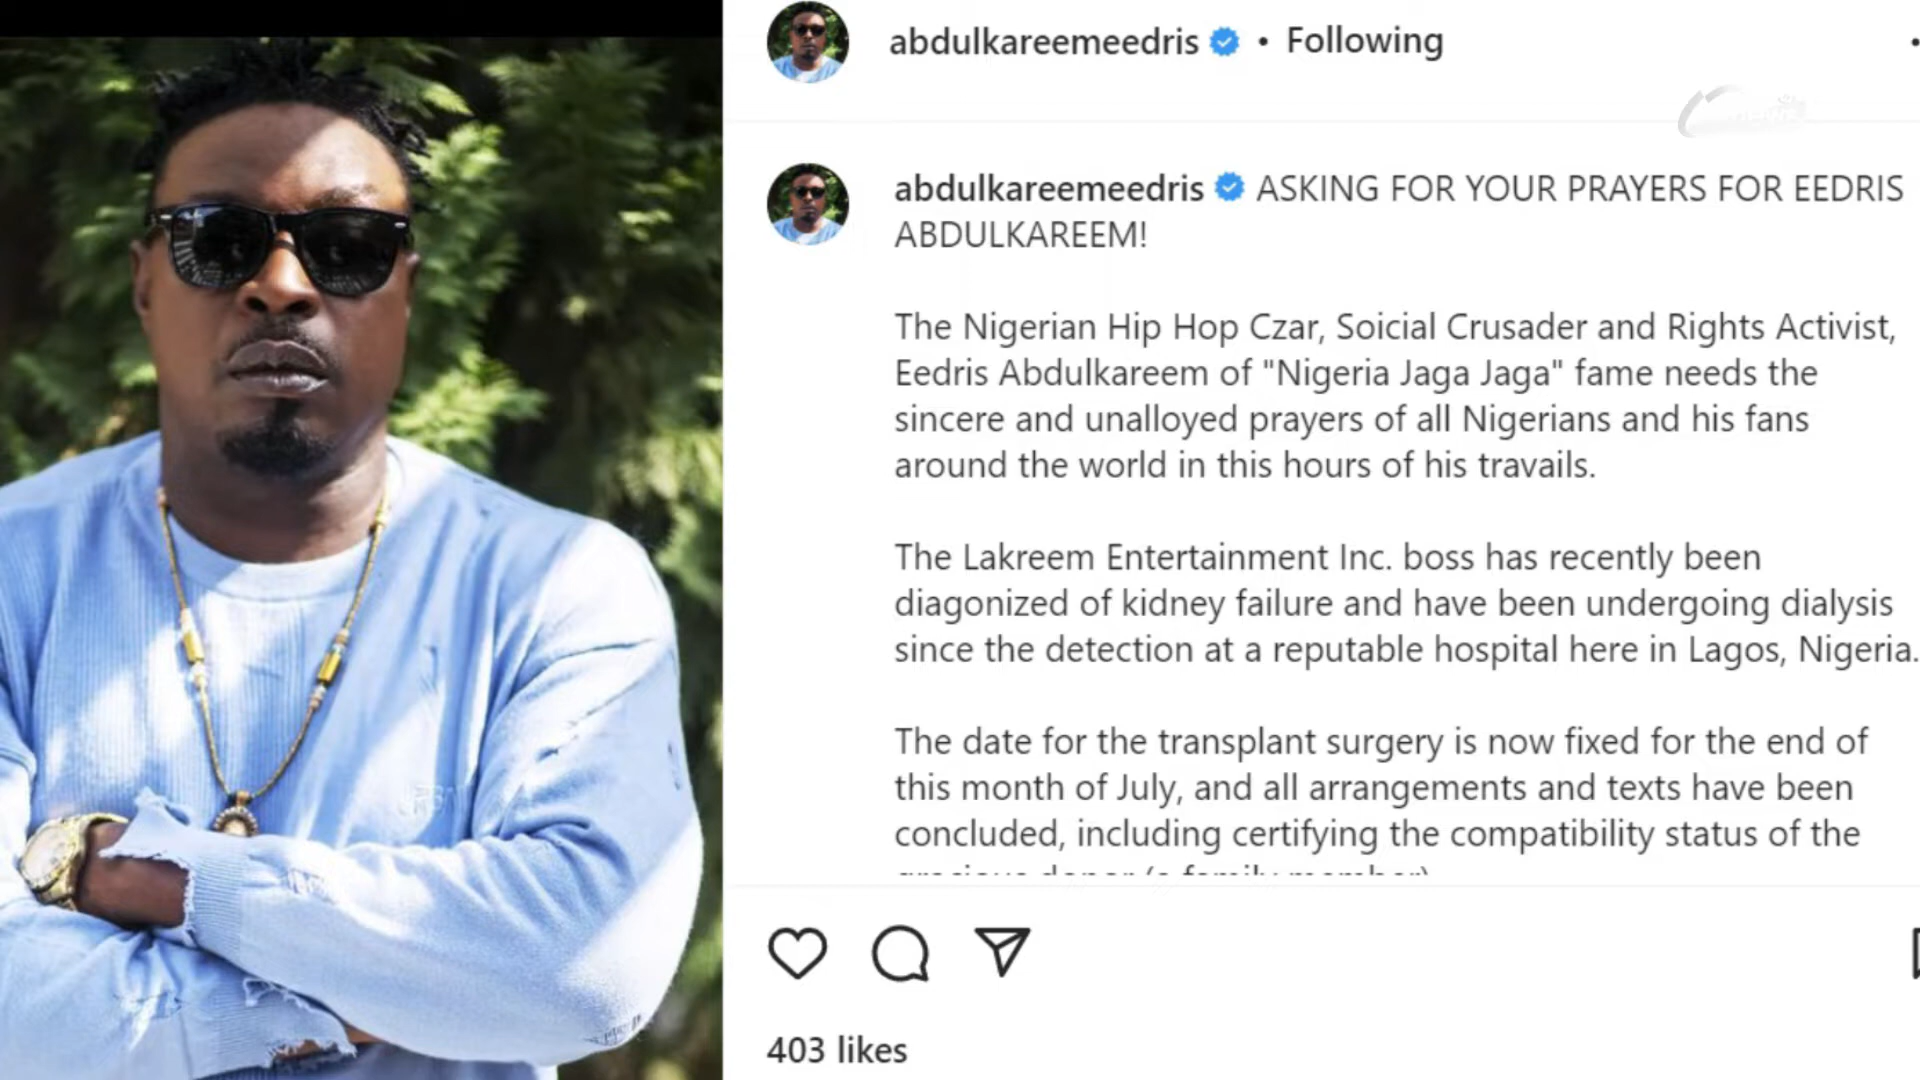 abdulkareemeedris • Following
news
abdulkareemeedris ASKING FOR YOUR PRAYERS FOR EEDRIS
ABDULKAREEM!
The Nigerian Hip Hop Czar, Soicial Crusader and Rights Activist,
Eedris Abdulkareem of "Nigeria Jaga Jaga" fame needs the
sincere and unalloyed prayers of all Nigerians and his fans
around the world in this hours of his travails.
The Lakreem Entertainment Inc. boss has recently been
diagonized of kidney failure and have been undergoing dialysis
since the detection at a reputable hospital here in Lagos, Nigeria.
The date for the transplant surgery is now fixed for the end of
this month of July, and all arrangements and texts have been
concluded, including certifying the compatibility status of the
gracious donor (a family member)
403 likes